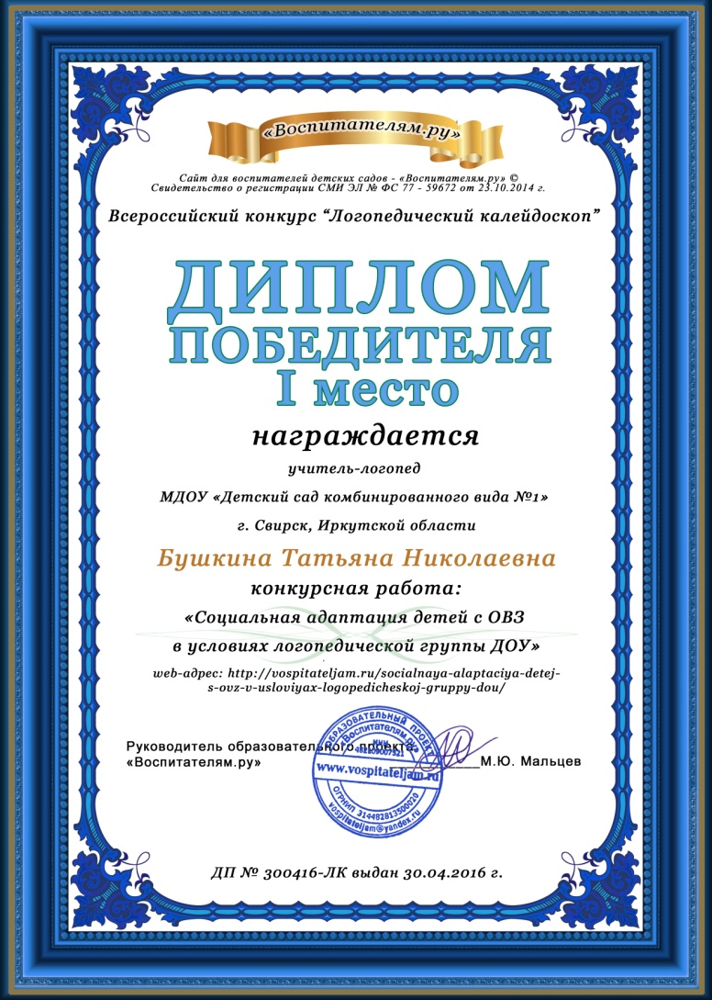 «Воспитателям.ру»
Сайт для воспитателей детских садов - «Воспитателям.ру» ©
Свидетельство о регистрации СМИ ЭЛ № ФС 77 - 59672 от 23.10.2014 г.
Всероссийский конкурс “Логопедический калейдоскоп”
ДИПЛОМ
ПОБЕДИТЕЛЯ
I место
награждается
учитель-логопед
МДОУ «Детский сад комбинированного вида №1»
г. Свирск, Иркутской области
Бушкина Татьяна Николаевна
конкурсная работа:
«Социальная адаптация детей с ОВЗ
в условиях логопедической группы ДОУ»
web-адрес: http://vospitateljam.ru/socialnaya-alaptaciya-detej-
s-ovz-v-usloviyax-logopedicheskoj-gruppy-dou/
Руководитель образовательного проекта
«Воспитателям.ру» М.Ю. Мальцев
ОБРАЗОВАТЕЛЬНЫЙ ПРОЕКТ
«Воспитателям.ру»
ИНН
www.vospitateljam.ru
ОГРНИП 314482813500020
vospitateljam@yandex.ru
ДП № 300416-ЛК выдан 30.04.2016 г.